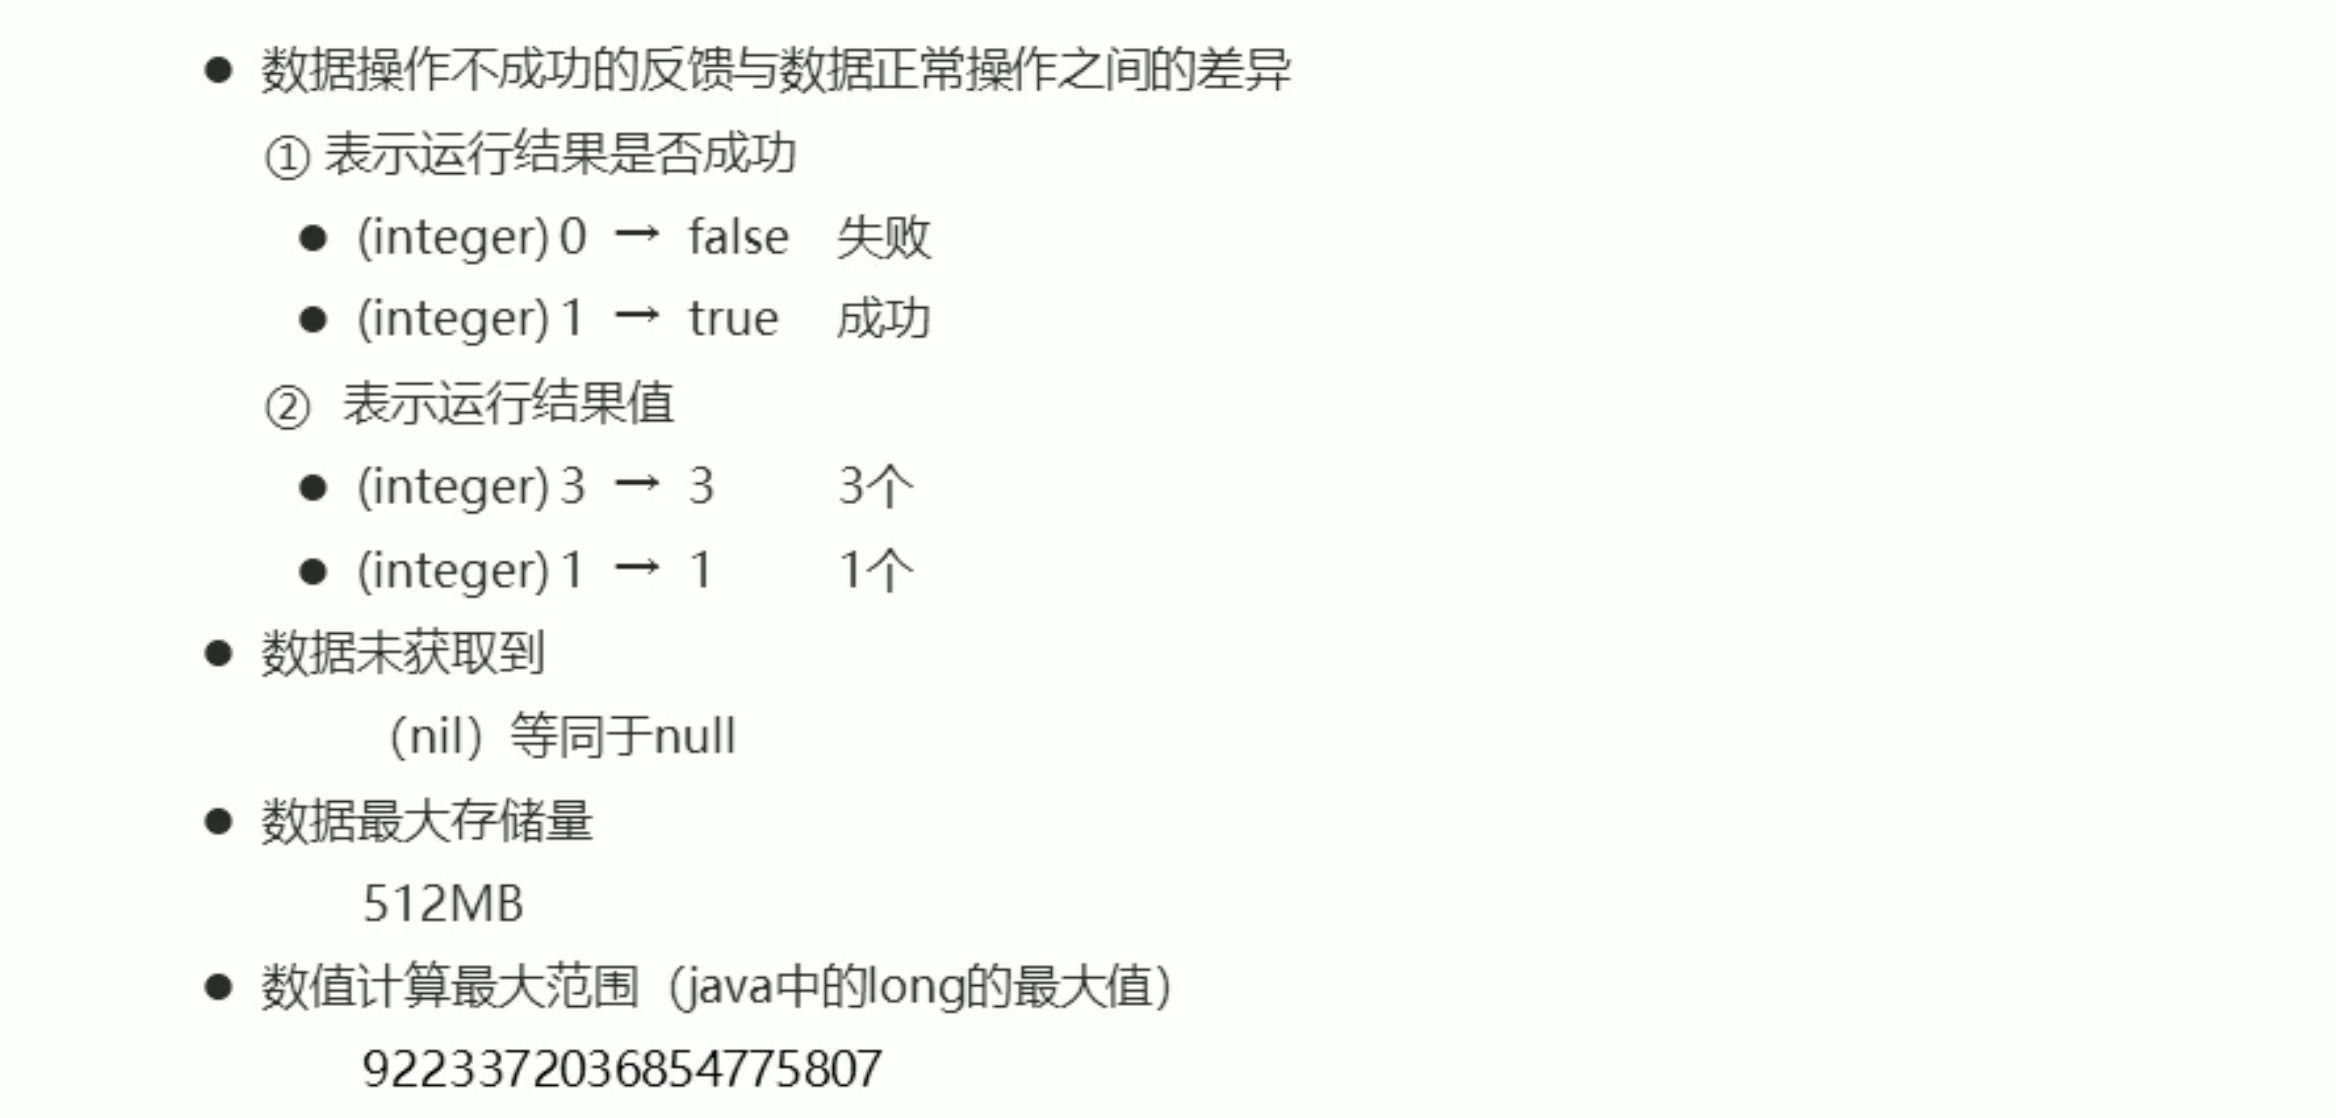 ● 数据操作不成功的反馈与数据正常操作之间的差异
① 表示运行结果是否成功
● (integer) 0 → false 失败
● (integer) 1 → true 成功
② 表示运行结果值
● (integer) 3 → 3 3个
● (integer) 1 → 1 1个
● 数据未获取到
（nil）等同于null
● 数据最大存储量
512MB
● 数值计算最大范围（java中的long的最大值）
9223372036854775807